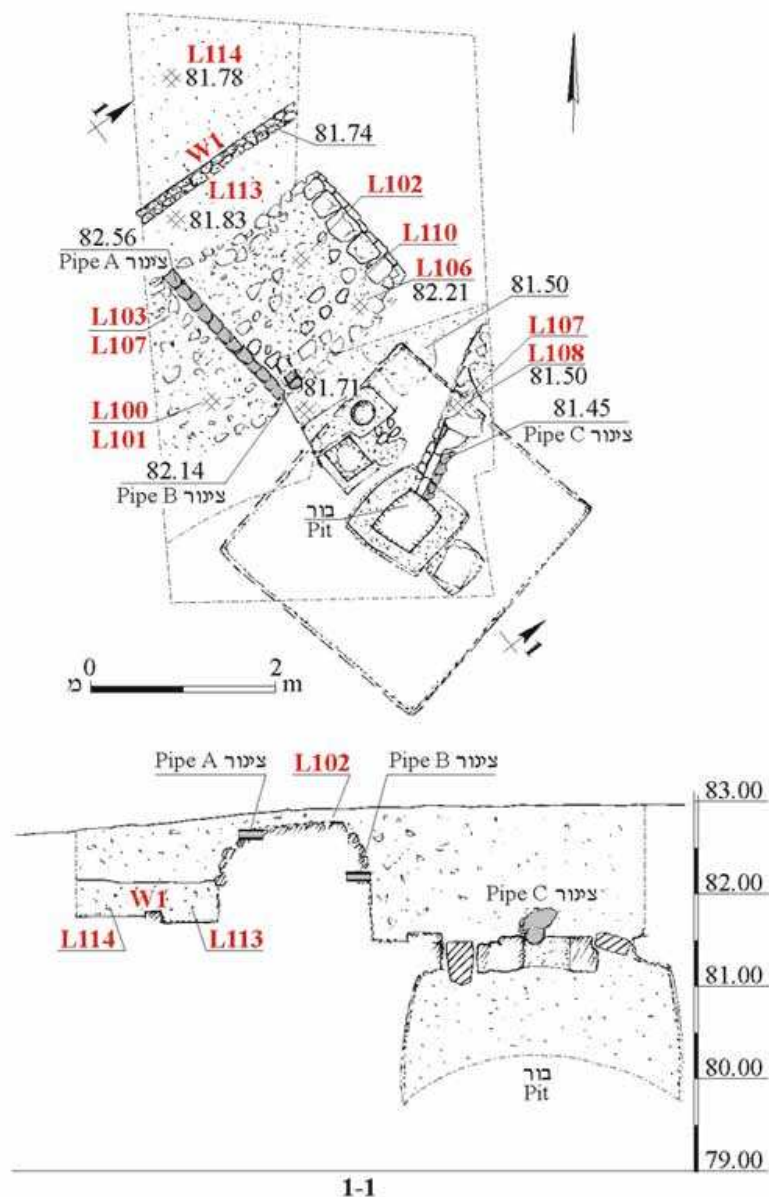 L114
81.78
1
81.74
W1
L113
81.83
L102
82.56
Pipe A צינור
L110
L106
82.21
81.50
L103
L107
L107
L108
81.50
81.71
L100
L101
81.45
Pipe C צינור
82.14
Pipe B צינור
בור
Pit
1
0 2
מ m
Pipe A צינור
L102
Pipe B צינור
83.00
82.00
W1
Pipe C צינור
L114
L113
81.00
80.00
בור
Pit
79.00
1-1